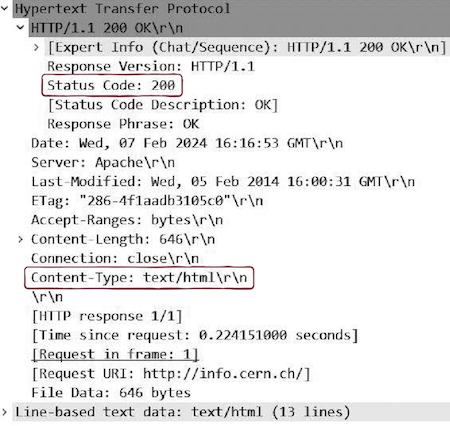 Hypertext Transfer Protocol
HTTP/1.1 200 OK\r\n
[Expert Info (Chat/Sequence): HTTP/1.1 200 OK\r\n]
Response Version: HTTP/1.1
Status Code: 200
[Status Code Description: OK]
Response Phrase: OK
Date: Wed, 07 Feb 2024 16:16:53 GMT\r\n
Server: Apache\r\n
Last-Modified: Wed, 05 Feb 2014 16:00:31 GMT\r\n
ETag: "286-4f1aadb3105c0"\r\n
Accept-Ranges: bytes\r\n
Content-Length: 646\r\n
Connection: close\r\n
Content-Type: text/html\r\n
\r\n
[HTTP response 1/1]
[Time since request: 0.224151000 seconds]
[Request in frame: 1]
[Request URI: http://info.cern.ch/]
File Data: 646 bytes
Line-based text data: text/html (13 lines)